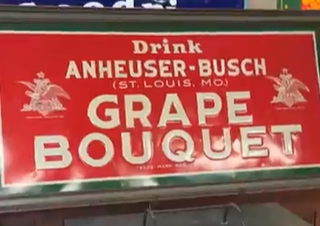 Drink
ANHEUSER-BUSCH
(ST. LOUIS, MO.)
GRAPE
BOUQUET